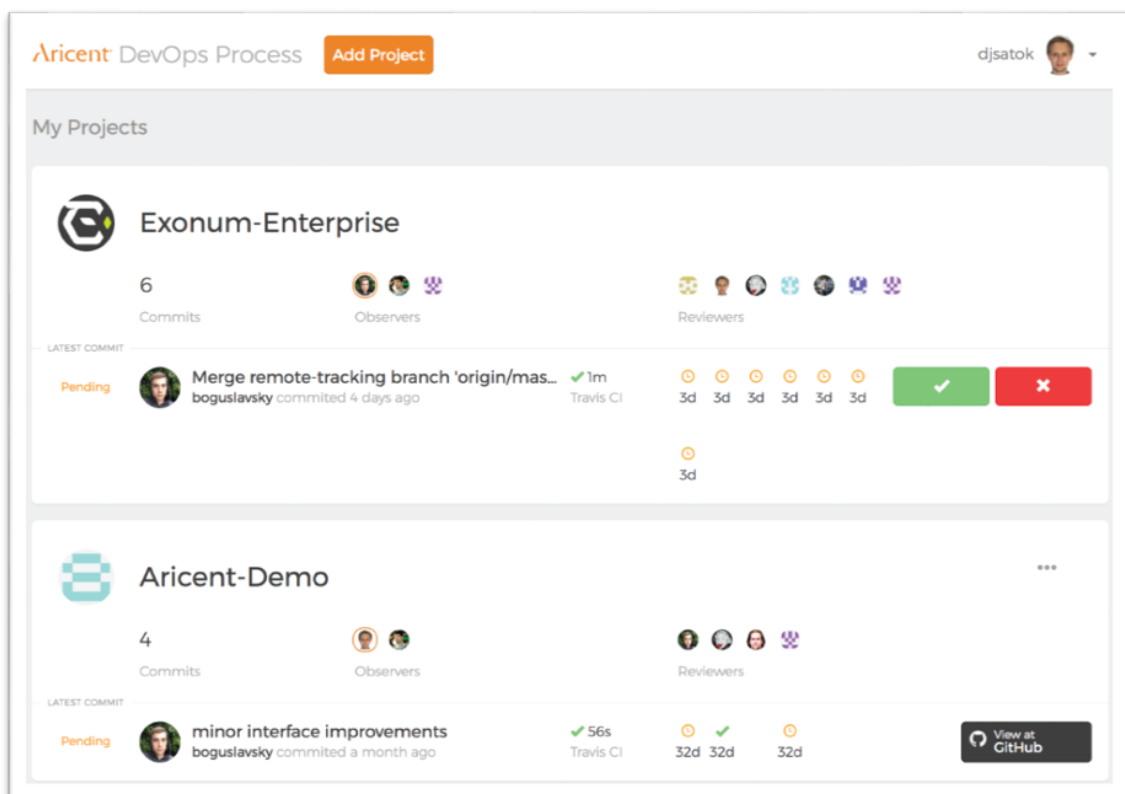 Aricent DevOps Process Add Project djsatok
My Projects
Exonum-Enterprise
6
Commits Observers Reviewers
LATEST COMMIT
Pending Merge remote-tracking branch 'origin/mas... 1m 3d 3d 3d 3d 3d 3d
boguslavsky commited 4 days ago Travis CI
3d
Aricent-Demo
4
Commits Observers Reviewers
LATEST COMMIT
Pending minor interface improvements 56s 32d 32d 32d View at GitHub
boguslavsky commited a month ago Travis CI